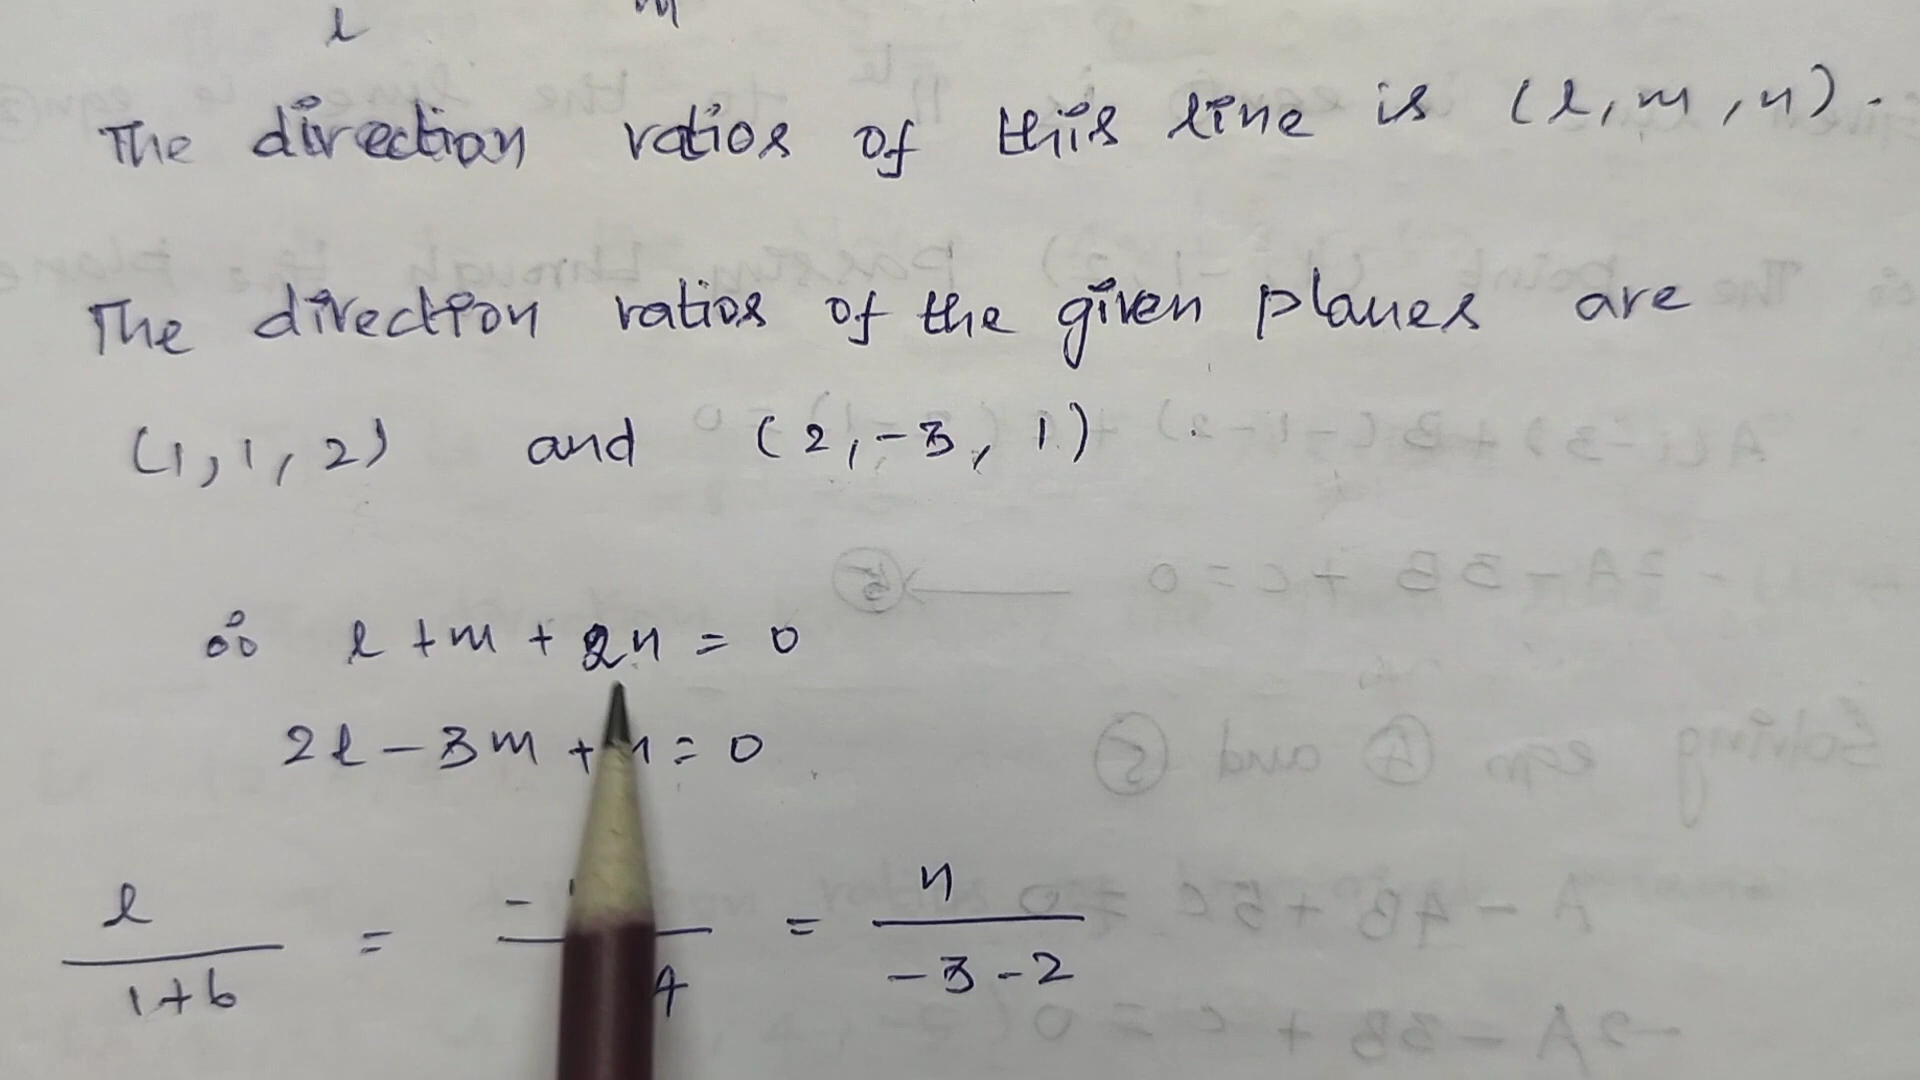 l m
The direction ratios of this line is (l, m, n).
The direction ratios of the given planes are
(1, 1, 2) and (2, -3, 1)
∴ l + m + 2n = 0
2l - 3m + n = 0
l / 1+6 = - / 4 = n / -3-2